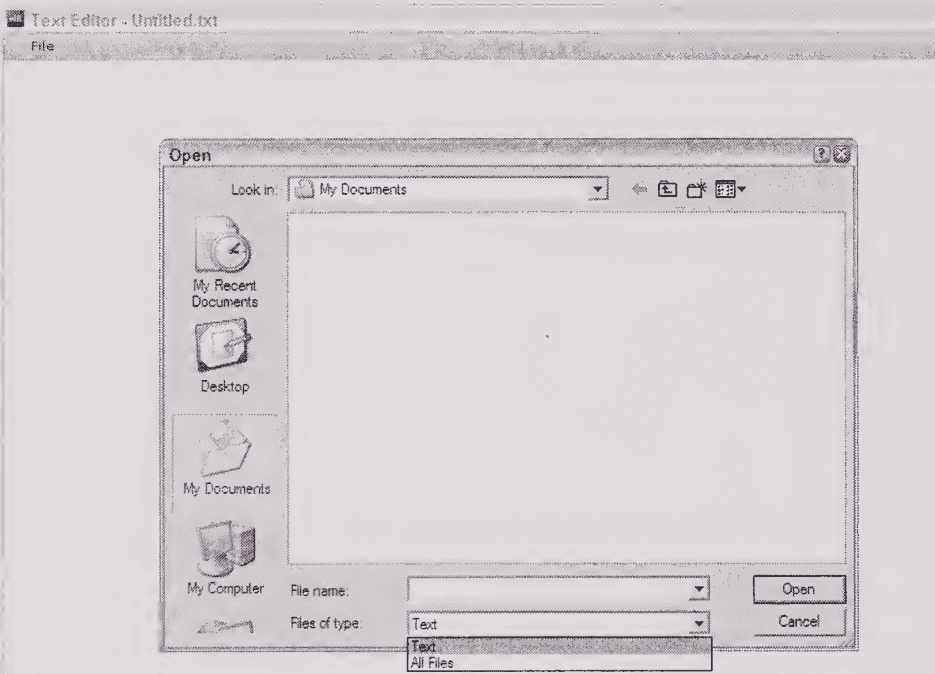 Text Editor - Untitled.txt
File
Open
Look in: My Documents
My Recent
Documents
Desktop
My Documents
My Computer
File name: Open
Files of type: Text Cancel
Text
All Files